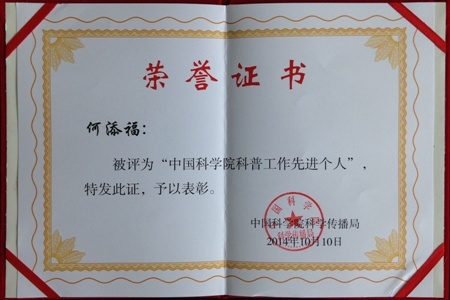 荣誉证书
何添福：
被评为“中国科学院科普工作先进个人”，
特发此证，予以表彰。
中国科学院科学传播局
2014年10月10日